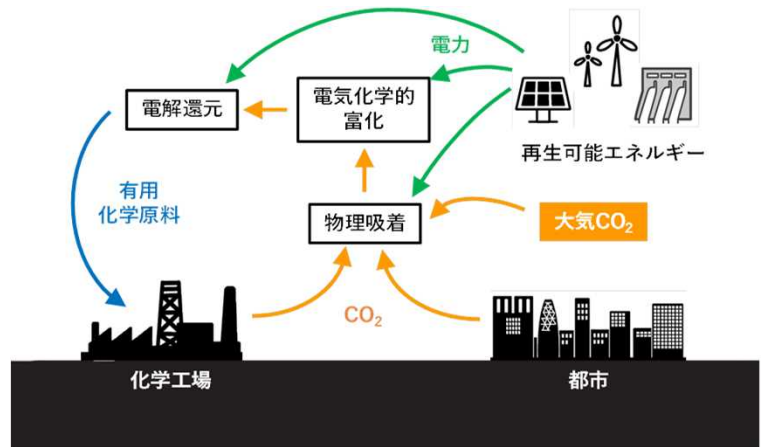 電力
電解還元
電気化学的
富化
再生可能エネルギー
有用
化学原料
物理吸着
大気CO₂
CO₂
化学工場
都市